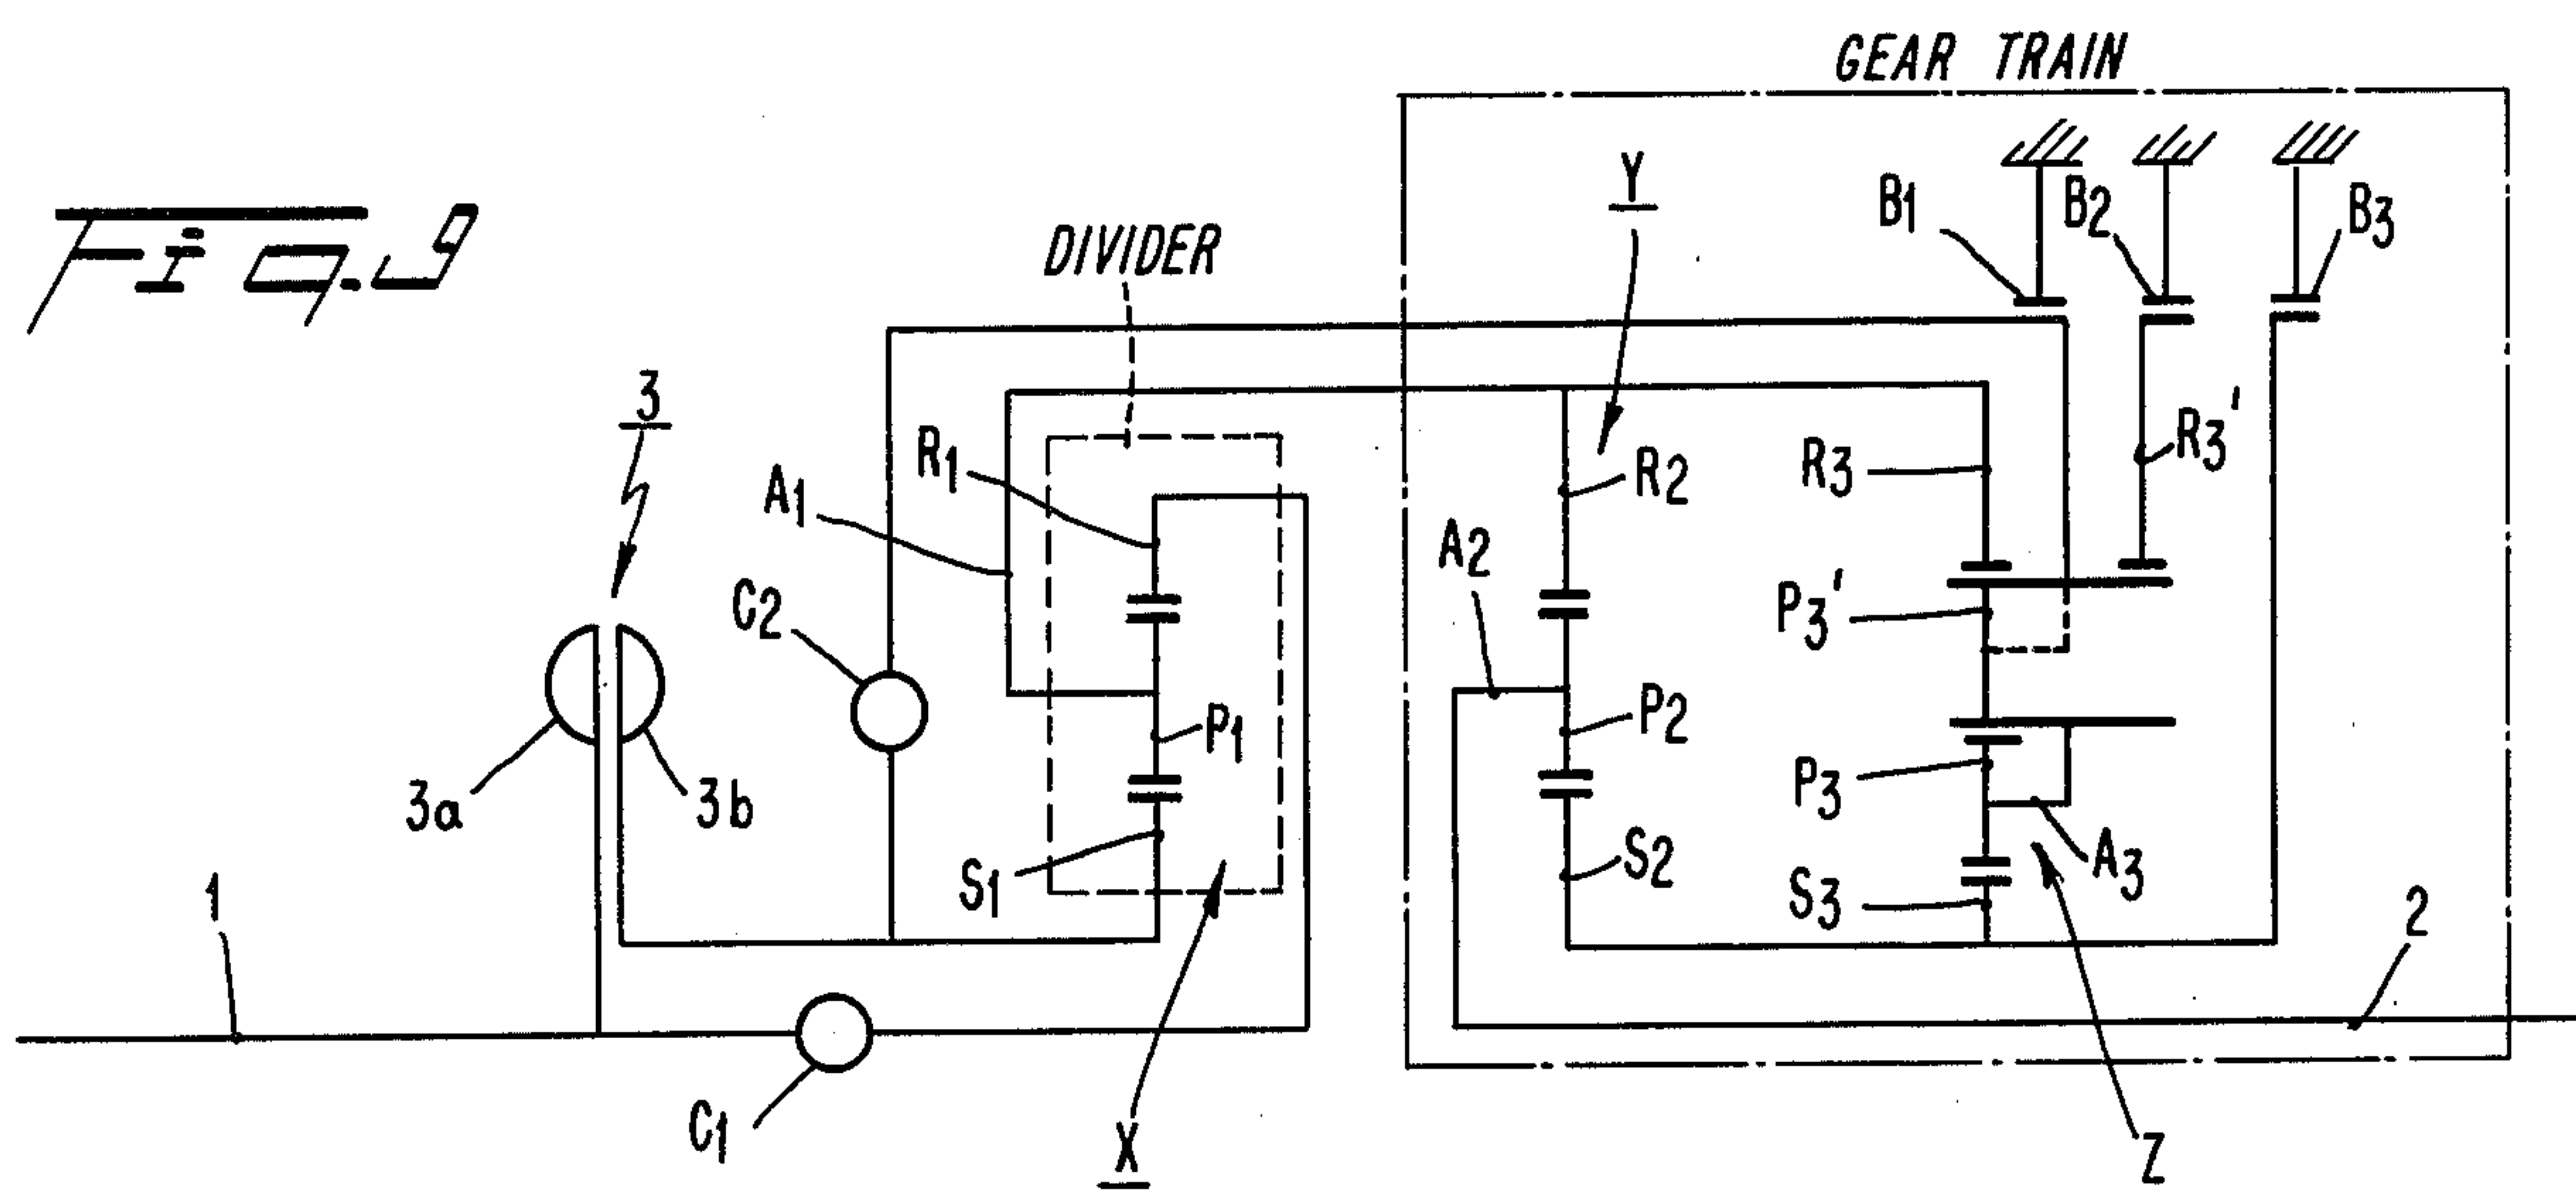 GEAR TRAIN
Fig. 9
DIVIDER
Y
B1
B2
B3
3
R1
A1
R2
R3
R3'
A2
C2
P3'
P1
P2
3a
3b
P3
S1
S2
S3
A3
1
2
C1
X
Z